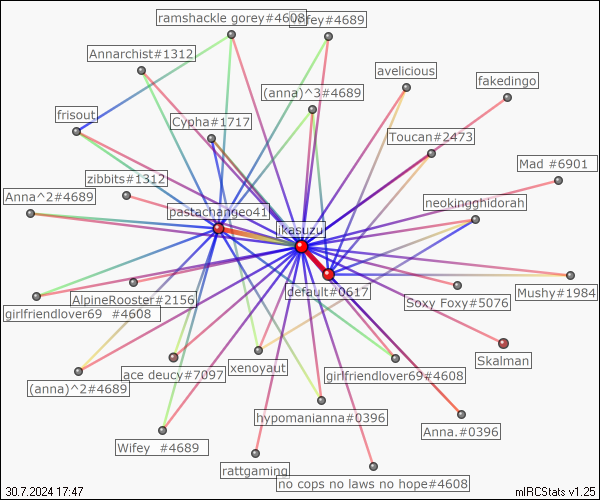 ramshackle gorey#4608
Wifey#4689
Annarchist#1312
avelicious
fakedingo
(anna)^3#4689
frisout
Cypha#1717
Toucan#2473
Mad #6901
zibbits#1312
Anna^2#4689
pastachangeo41
neokingghidorah
ikasuzu
AlpineRooster#2156
default#0617
Soxy Foxy#5076
Mushy#1984
girlfriendlover69 #4608
Skalman
xenoyaut
ace deucy#7097
girlfriendlover69#4608
(anna)^2#4689
hypomanianna#0396
Anna.#0396
Wifey #4689
rattgaming
no cops no laws no hope#4608
30.7.2024 17:47
mIRCStats v1.25